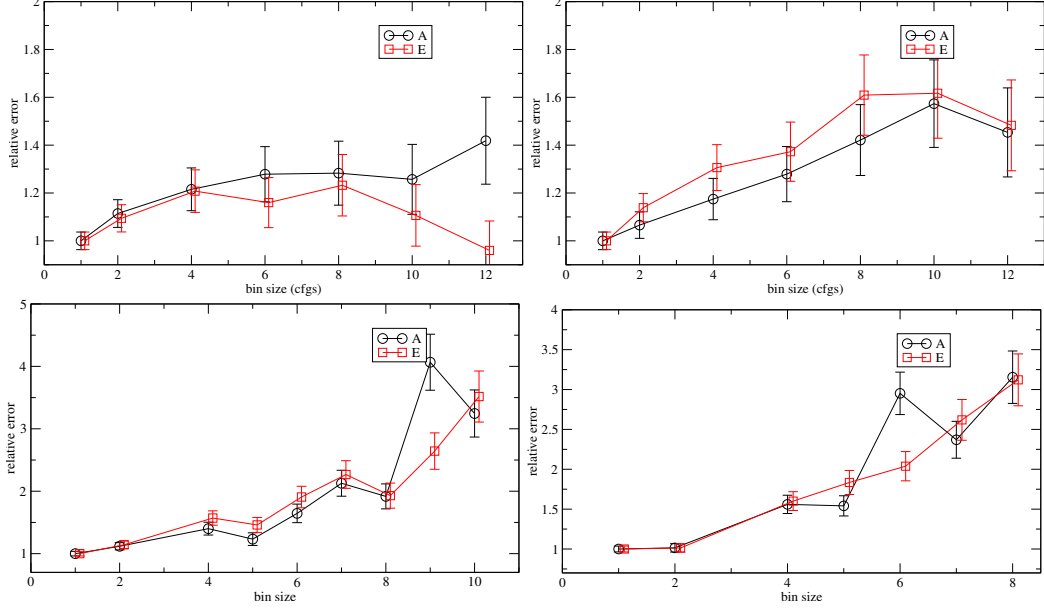 2
1.8
1.6
1.4
1.2
1
relative error
A
E
0 2 4 6 8 10 12
bin size (cfgs)
2
1.8
1.6
1.4
1.2
1
relative error
A
E
0 2 4 6 8 10 12
bin size (cfgs)
5
4
3
2
1
relative error
A
E
0 2 4 6 8 10
bin size
4
3.5
3
2.5
2
1.5
1
relative error
A
E
0 2 4 6 8
bin size